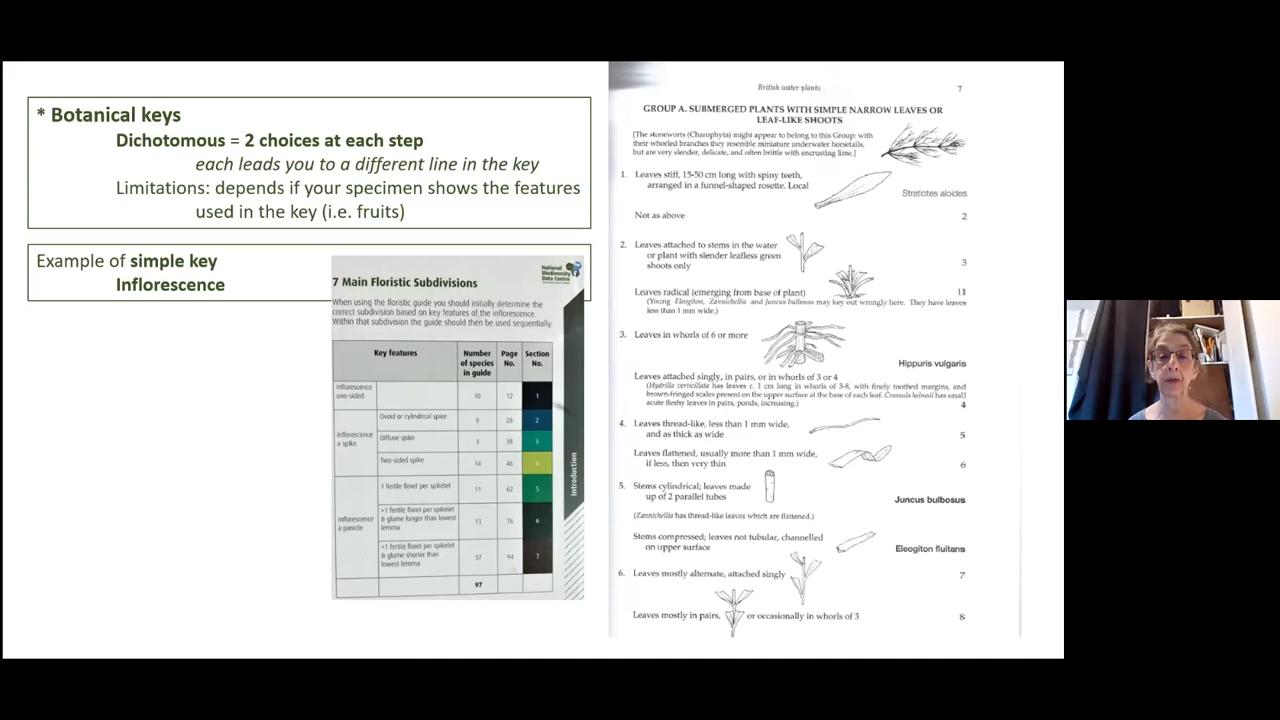 * Botanical keys
Dichotomous = 2 choices at each step
each leads you to a different line in the key
Limitations: depends if your specimen shows the features
used in the key (i.e. fruits)
Example of simple key
Inflorescence
National
Biodiversity
Data Centre
7 Main Floristic Subdivisions
When using the floristic guide you should initially determine the
correct subdivision based on key features of the inflorescence.
Within that subdivision the guide should then be used sequentially.
Key features
Number of species in guide
Page No.
Section No.
Inflorescence one-sided
10 12 1
Inflorescence a spike
Ovoid or cylindrical spike 9 28 2
Diffuse spike 3 38 3
Two-sided spike 14 46 4
Inflorescence a panicle
1 fertile floret per spikelet 11 62 5
>1 fertile floret per spikelet
& glume longer than lowest
lemma
13 76 6
>1 fertile floret per spikelet
& glume shorter than
lowest lemma
37 94 7
97
Introduction
British water plants 7
GROUP A. SUBMERGED PLANTS WITH SIMPLE NARROW LEAVES OR
LEAF-LIKE SHOOTS
[The stoneworts (Charophyta) might appear to belong to this Group: with
their whorled branches they resemble miniature underwater horsetails,
but are very slender, delicate, and often brittle with encrusting lime.]
1. Leaves stiff, 15-50 cm long with spiny teeth,
arranged in a funnel-shaped rosette. Local
Stratiotes aloides
Not as above 2
2. Leaves attached to stems in the water
or plant with slender leafless green
shoots only 3
Leaves radical (emerging from base of plant) 11
(Young Eleogiton, Zannichellia and Juncus bulbosus may key out wrongly here. They have leaves
less than 1 mm wide.)
3. Leaves in whorls of 6 or more
Hippuris vulgaris
Leaves attached singly, in pairs, or in whorls of 3 or 4
(Hydrilla verticillata has leaves c. 1 cm long in whorls of 3-8, with finely toothed margins, and
brown-fringed scales present on the upper surface at the base of each leaf. Crassula helmsii has small
acute fleshy leaves in pairs, ponds, increasing.) 4
4. Leaves thread-like, less than 1 mm wide,
and as thick as wide 5
Leaves flattened, usually more than 1 mm wide,
if less, then very thin 6
5. Stems cylindrical; leaves made
up of 2 parallel tubes
Juncus bulbosus
(Zannichellia has thread-like leaves which are flattened.)
Stems compressed; leaves not tubular, channelled
on upper surface
Eleogiton fluitans
6. Leaves mostly alternate, attached singly 7
Leaves mostly in pairs, or occasionally in whorls of 3 8